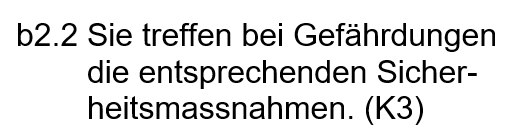 b2.2 Sie treffen bei Gefährdungen
die entsprechenden Sicher-
heitsmassnahmen. (K3)